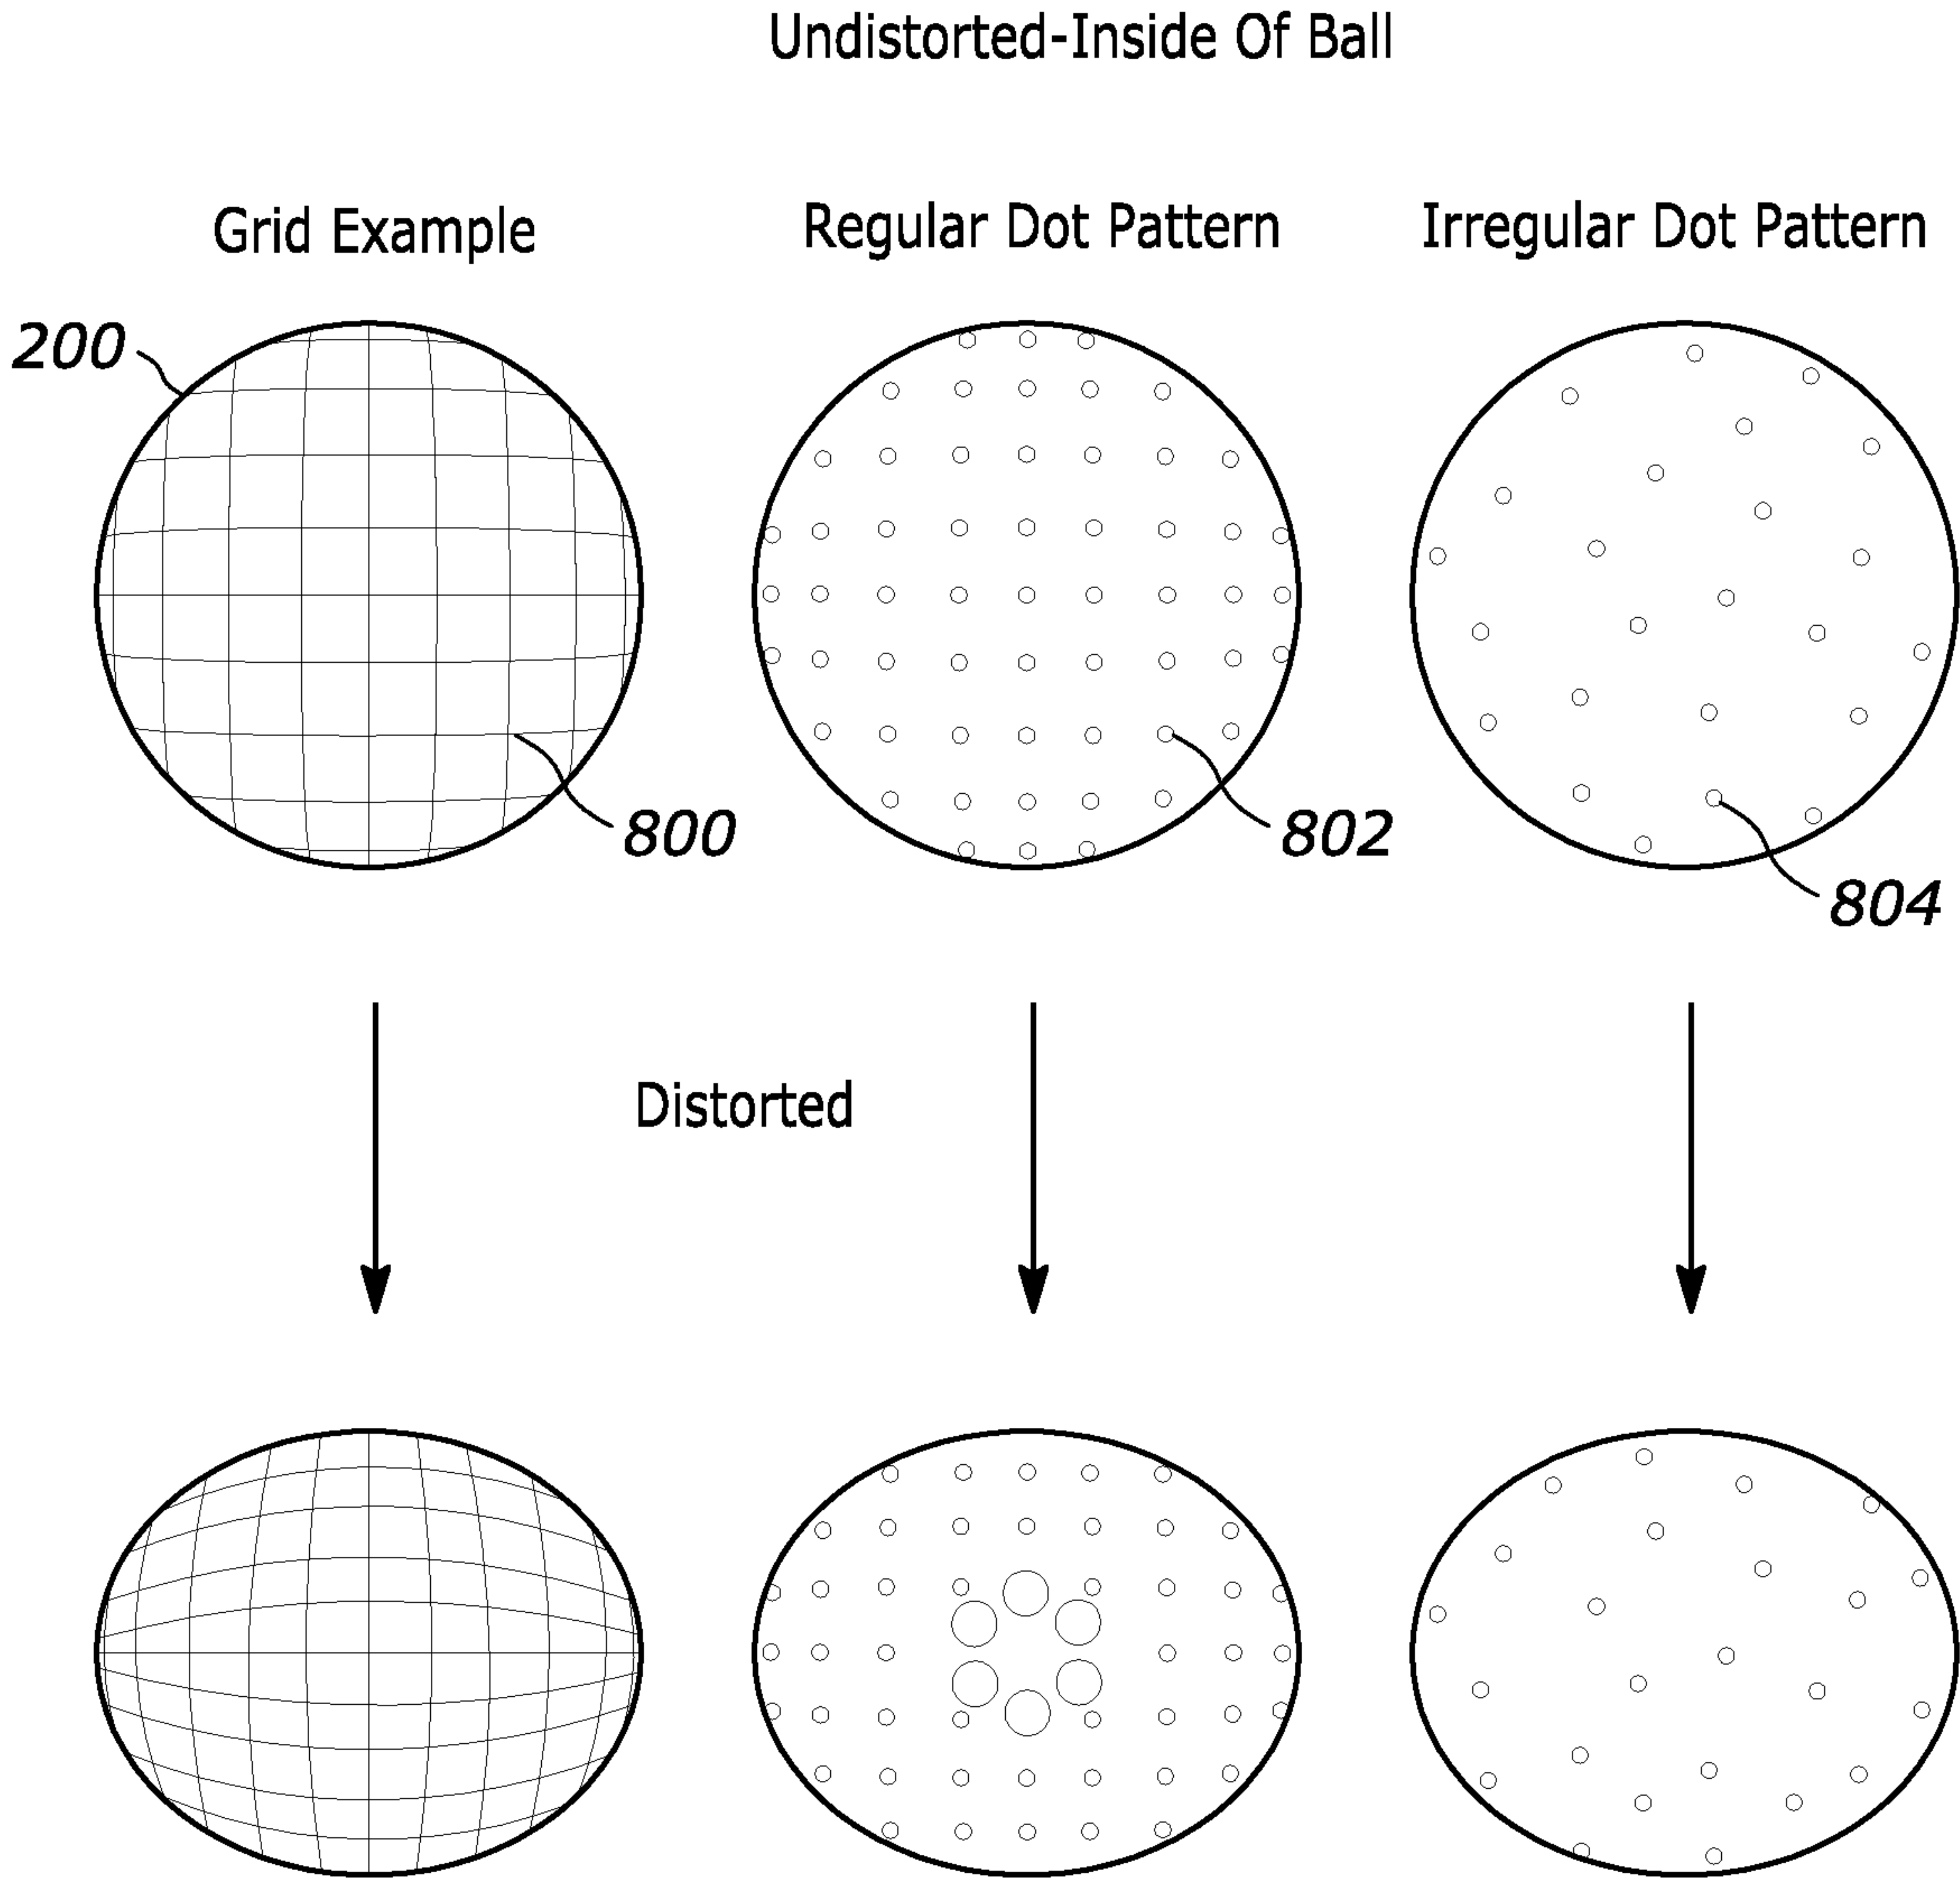 Undistorted-Inside Of Ball
Grid Example
Regular Dot Pattern
Irregular Dot Pattern
200
800
802
804
Distorted